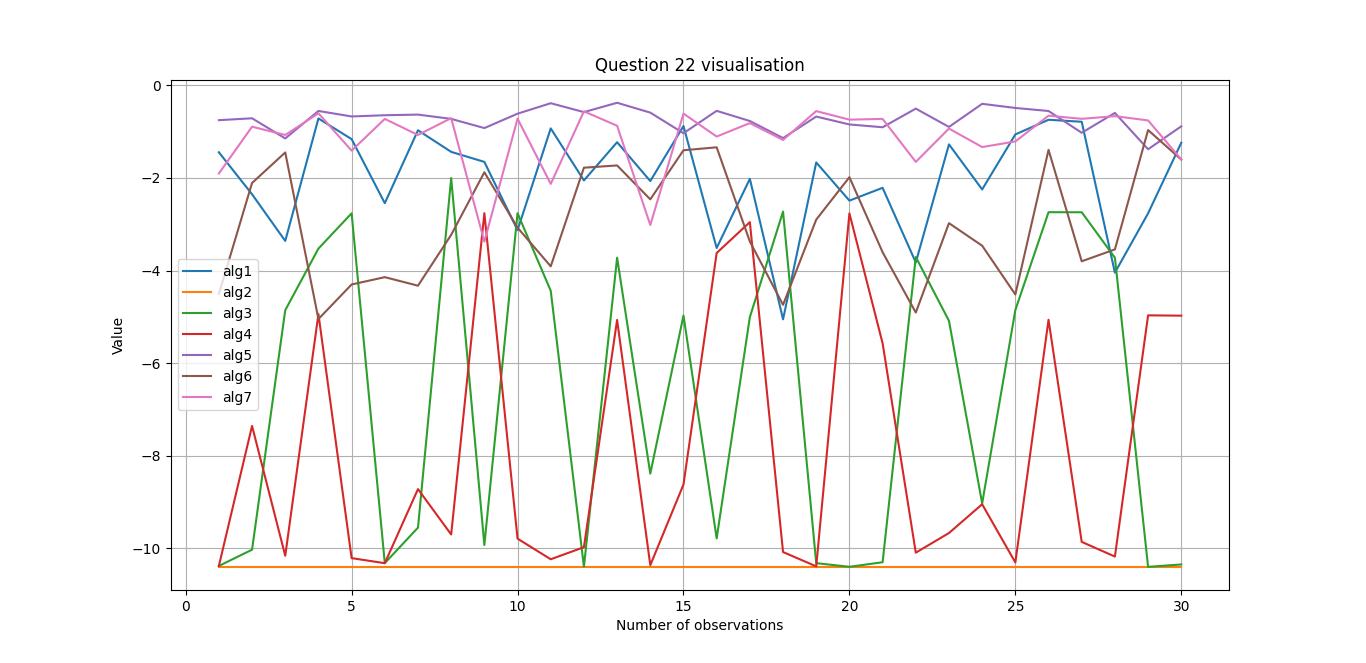 Question 22 visualisation
0
−2
−4
−6
−8
−10
Value
alg1
alg2
alg3
alg4
alg5
alg6
alg7
0 5 10 15 20 25 30
Number of observations